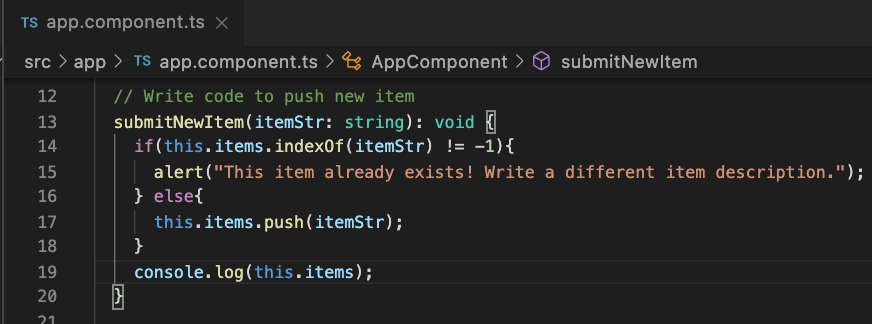 TS app.component.ts ×
src > app > TS app.component.ts > AppComponent > submitNewItem
12 // Write code to push new item
13 submitNewItem(itemStr: string): void {
14 if(this.items.indexOf(itemStr) != -1){
15 alert("This item already exists! Write a different item description.");
16 } else{
17 this.items.push(itemStr);
18 }
19 console.log(this.items);
20 }
21